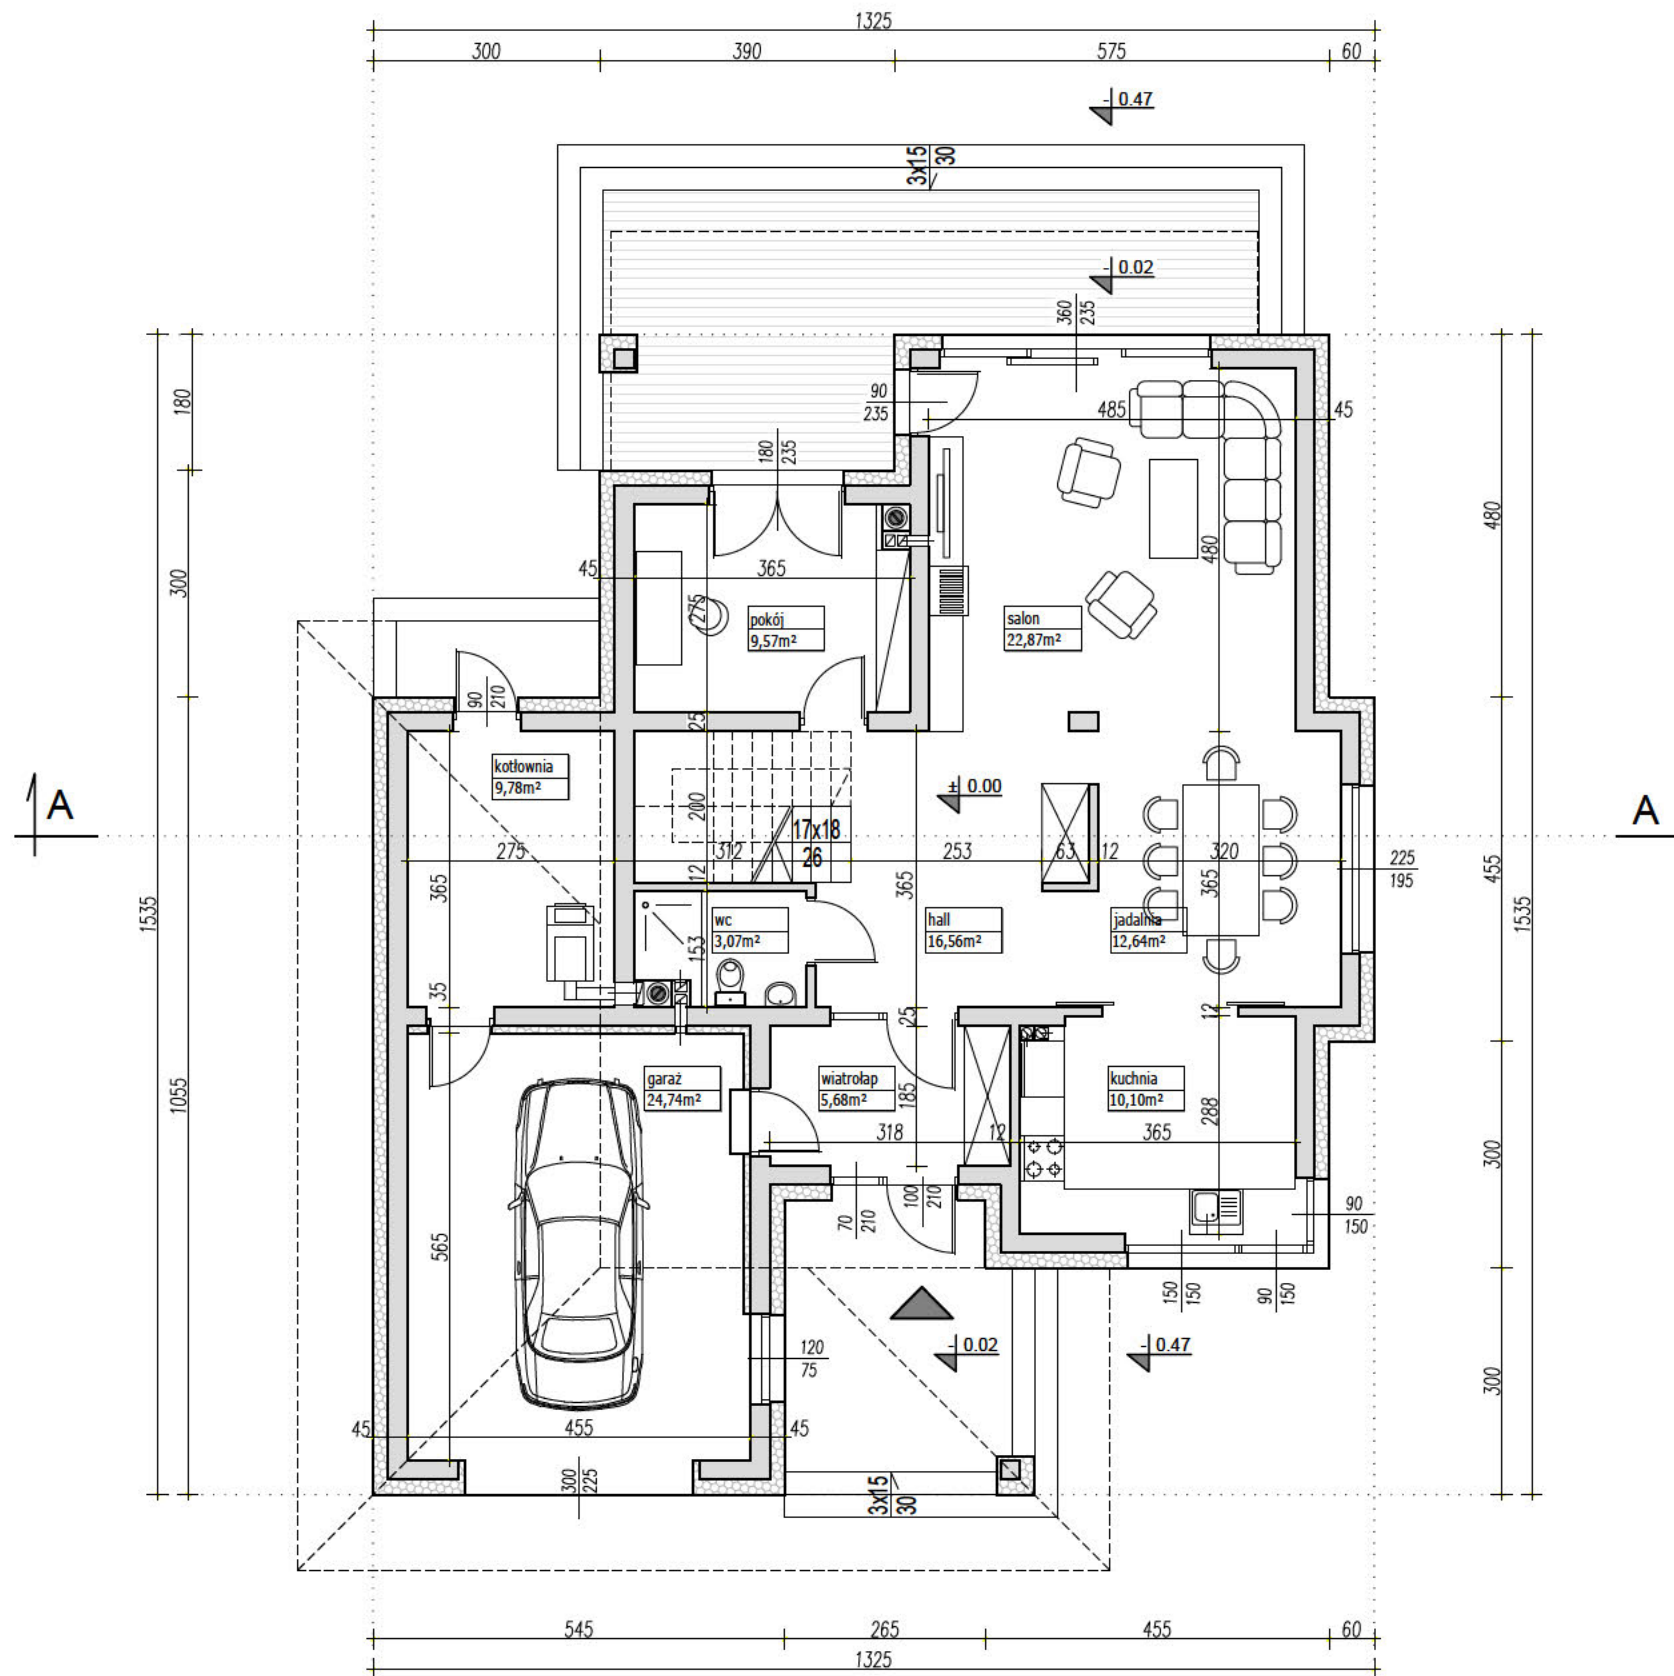 1325
300 390 575 60
- 0.47
3x15
30
- 0.02
360
235
90
235
485 45
180
235
180
480
480
45 365
275
pokój
9,57m²
salon
22,87m²
300
90
210
25
kotłownia
9,78m²
± 0.00
A
A
200
17x18
26
275 312 253 63 12 320
225
195
12
365
365
365
455
1535
1535
wc
3,07m²
hall
16,56m²
jadalnia
12,64m²
153
35
25
12
garaż
24,74m²
wiatrołap
5,68m²
kuchnia
10,10m²
1055
185
288
318 12 365
300
70
210
100
210
90
150
565
150
150
90
150
120
75
- 0.02
- 0.47
300
45 455 45
300
225
3x15
30
545 265 455 60
1325